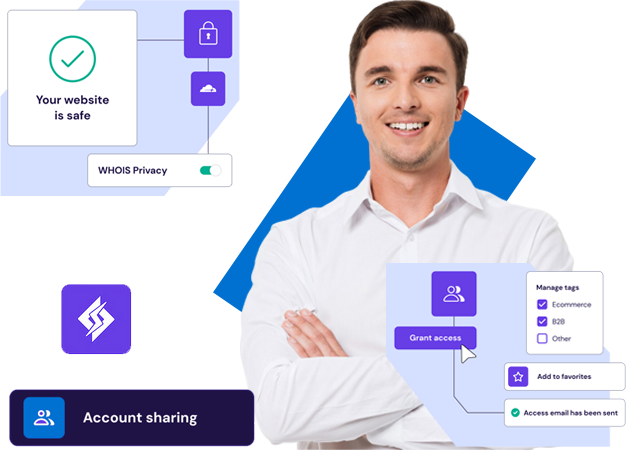 Your website
is safe
WHOIS Privacy
Manage tags
Ecommerce
B2B
Other
Grant access
Add to favorites
Access email has been sent
Account sharing